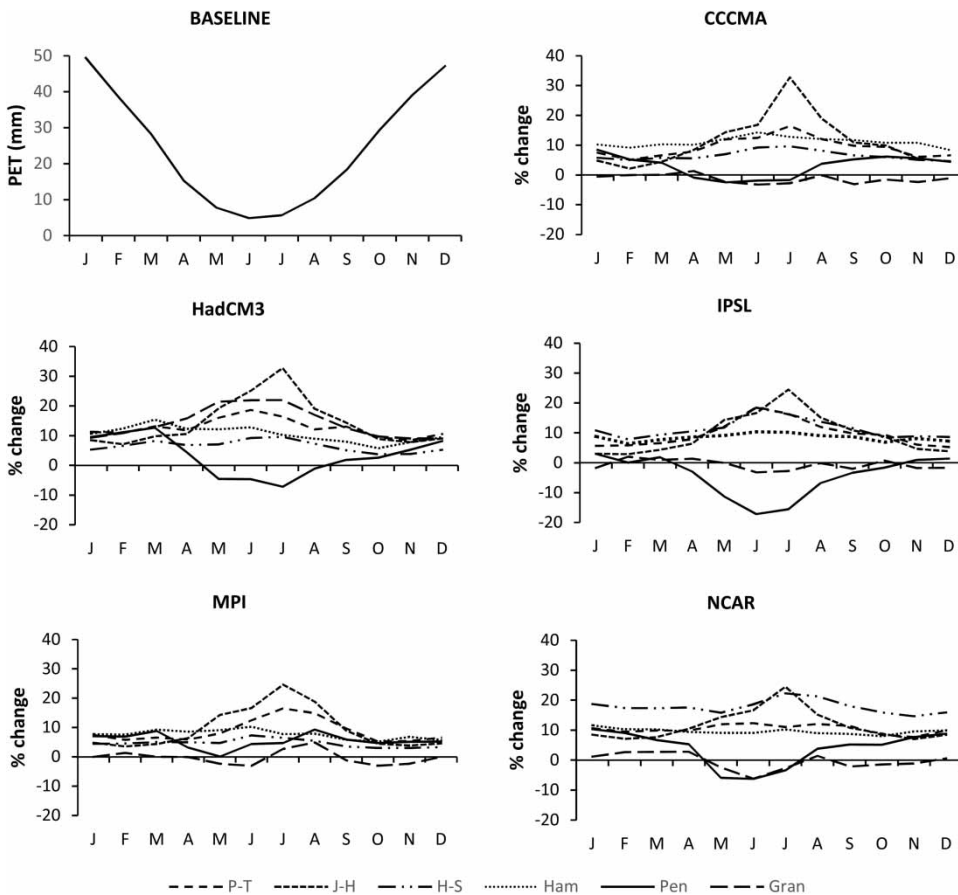 BASELINE
PET (mm)
50
40
30
20
10
0
J F M A M J J A S O N D
CCCMA
% change
40
30
20
10
0
-10
-20
J F M A M J J A S O N D
HadCM3
% change
40
30
20
10
0
-10
-20
J F M A M J J A S O N D
IPSL
% change
40
30
20
10
0
-10
-20
J F M A M J J A S O N D
MPI
% change
40
30
20
10
0
-10
-20
J F M A M J J A S O N D
NCAR
% change
40
30
20
10
0
-10
-20
J F M A M J J A S O N D
P-T J-H H-S Ham Pen Gran